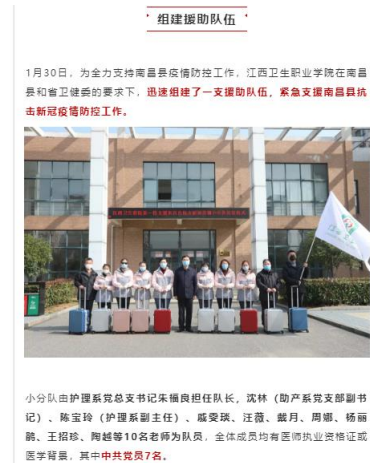 组建援助队伍
1月30日，为全力支持南昌县疫情防控工作，江西卫生职业学院在南昌
县和省卫健委的要求下，迅速组建了一支援助队伍，紧急支援南昌县抗
击新冠疫情防控工作。
小分队由护理系党总支书记朱福良担任队长，沈林（助产系党支部副书
记）、陈宝玲（护理系副主任）、戚雯琰、汪薇、戴月、周娜、杨丽
鹃、王招珍、陶越等10名老师为队员，全体成员均有医师执业资格证或
医学背景，其中中共党员7名。